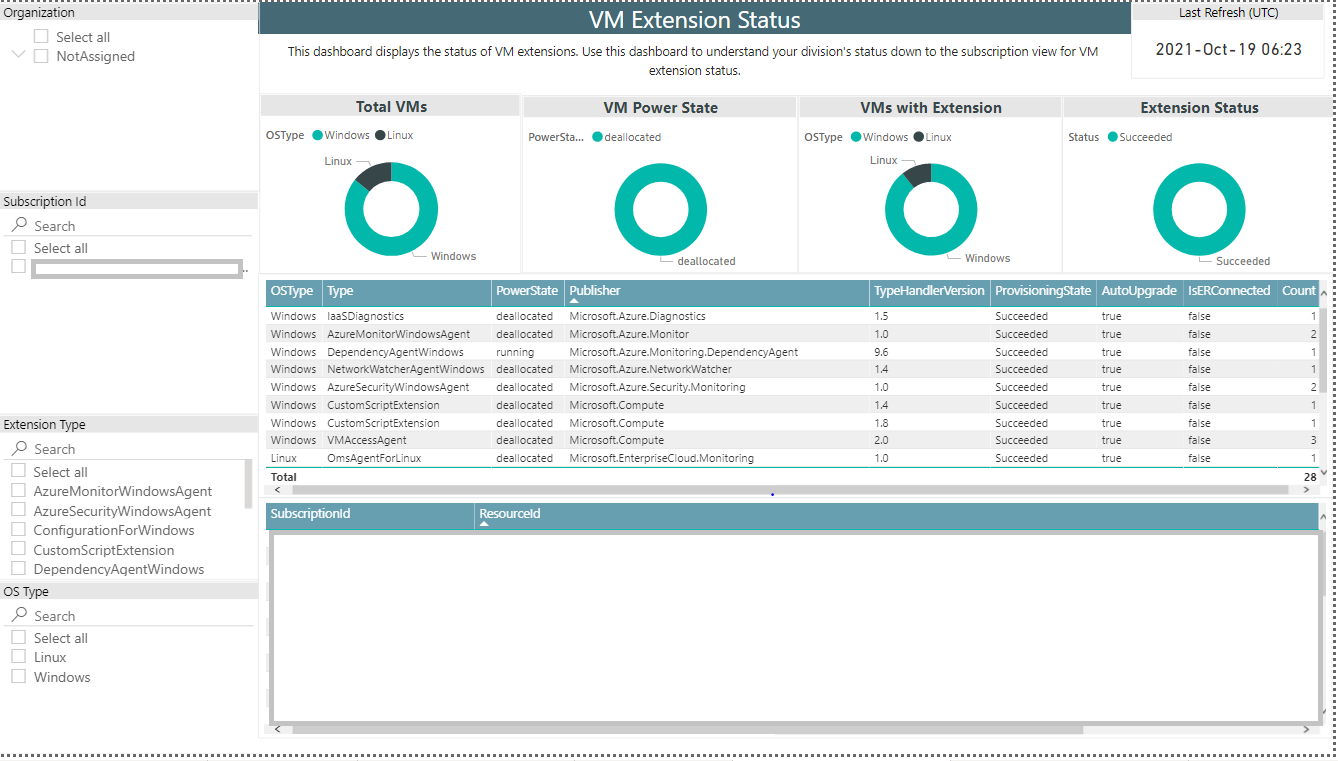 Organization
Select all
NotAssigned
Subscription Id
Search
Select all
..
Extension Type
Search
Select all
AzureMonitorWindowsAgent
AzureSecurityWindowsAgent
ConfigurationForWindows
CustomScriptExtension
DependencyAgentWindows
OS Type
Search
Select all
Linux
Windows
VM Extension Status
This dashboard displays the status of VM extensions. Use this dashboard to understand your division's status down to the subscription view for VM
extension status.
Last Refresh (UTC)
2021-Oct-19 06:23
Total VMs
OSType Windows Linux
Linux
Windows
VM Power State
PowerSta... deallocated
deallocated
VMs with Extension
OSType Windows Linux
Linux
Windows
Extension Status
Status Succeeded
Succeeded
OSType Type PowerState Publisher TypeHandlerVersion ProvisioningState AutoUpgrade IsERConnected Count
Windows IaaSDiagnostics deallocated Microsoft.Azure.Diagnostics 1.5 Succeeded true false 1
Windows AzureMonitorWindowsAgent deallocated Microsoft.Azure.Monitor 1.0 Succeeded true false 2
Windows DependencyAgentWindows running Microsoft.Azure.Monitoring.DependencyAgent 9.6 Succeeded true false 1
Windows NetworkWatcherAgentWindows deallocated Microsoft.Azure.NetworkWatcher 1.4 Succeeded true false 1
Windows AzureSecurityWindowsAgent deallocated Microsoft.Azure.Security.Monitoring 1.0 Succeeded true false 2
Windows CustomScriptExtension deallocated Microsoft.Compute 1.4 Succeeded true false 1
Windows CustomScriptExtension deallocated Microsoft.Compute 1.8 Succeeded true false 1
Windows VMAccessAgent deallocated Microsoft.Compute 2.0 Succeeded true false 3
Linux OmsAgentForLinux deallocated Microsoft.EnterpriseCloud.Monitoring 1.0 Succeeded true false 1
Total 28
SubscriptionId ResourceId